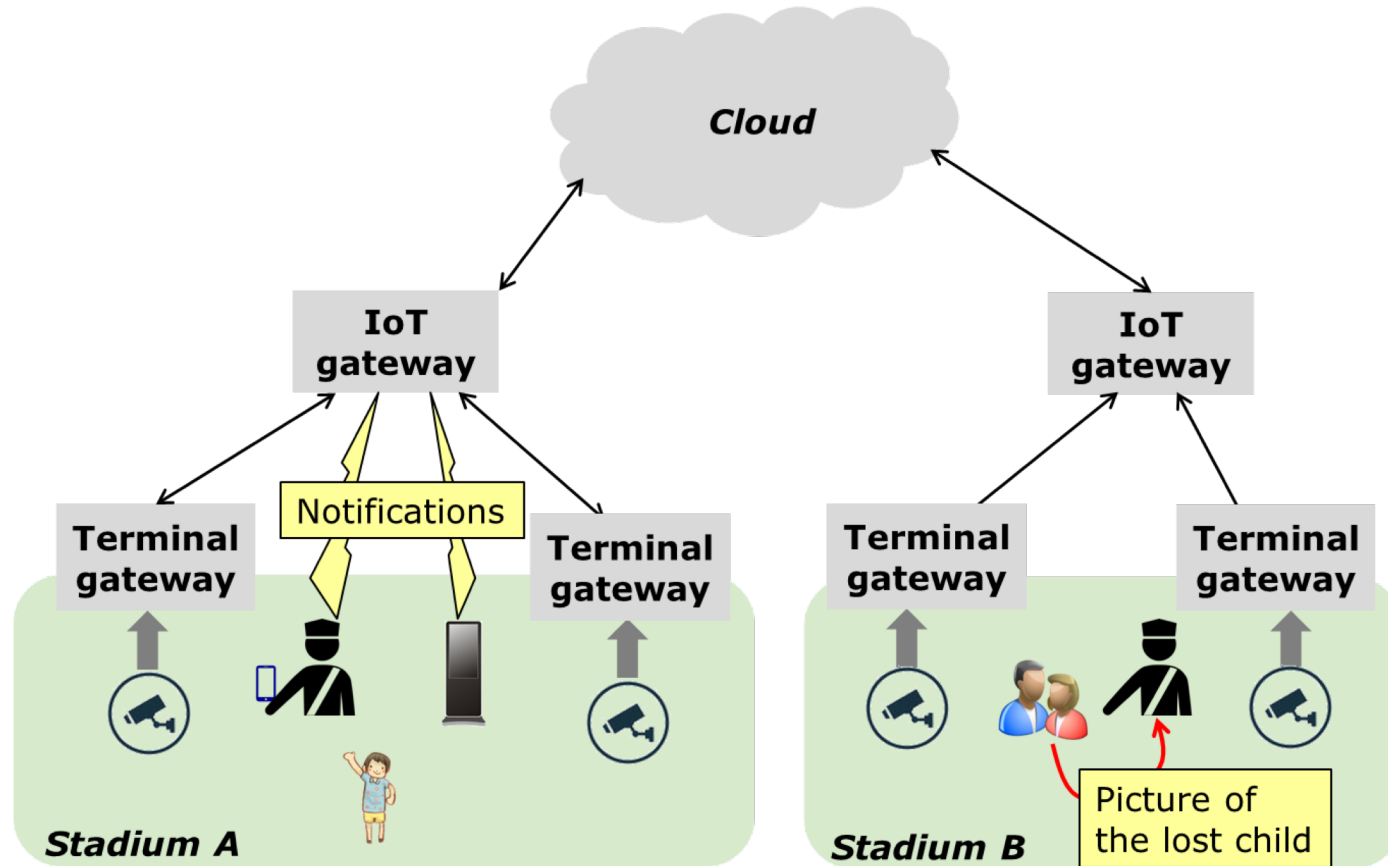 Cloud
IoT
gateway
IoT
gateway
Notifications
Terminal
gateway
Terminal
gateway
Terminal
gateway
Terminal
gateway
Picture of
the lost child
Stadium A
Stadium B